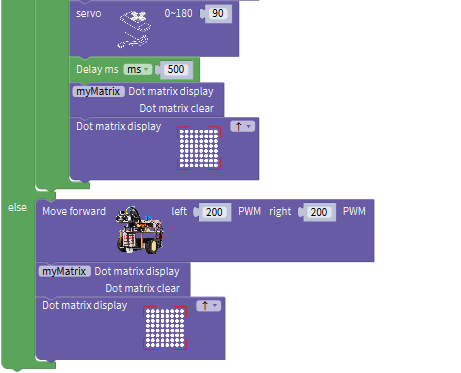 servo 0~180 90
Delay ms ms 500
myMatrix Dot matrix display
Dot matrix clear
Dot matrix display ↑
else Move forward left 200 PWM right 200 PWM
myMatrix Dot matrix display
Dot matrix clear
Dot matrix display ↑